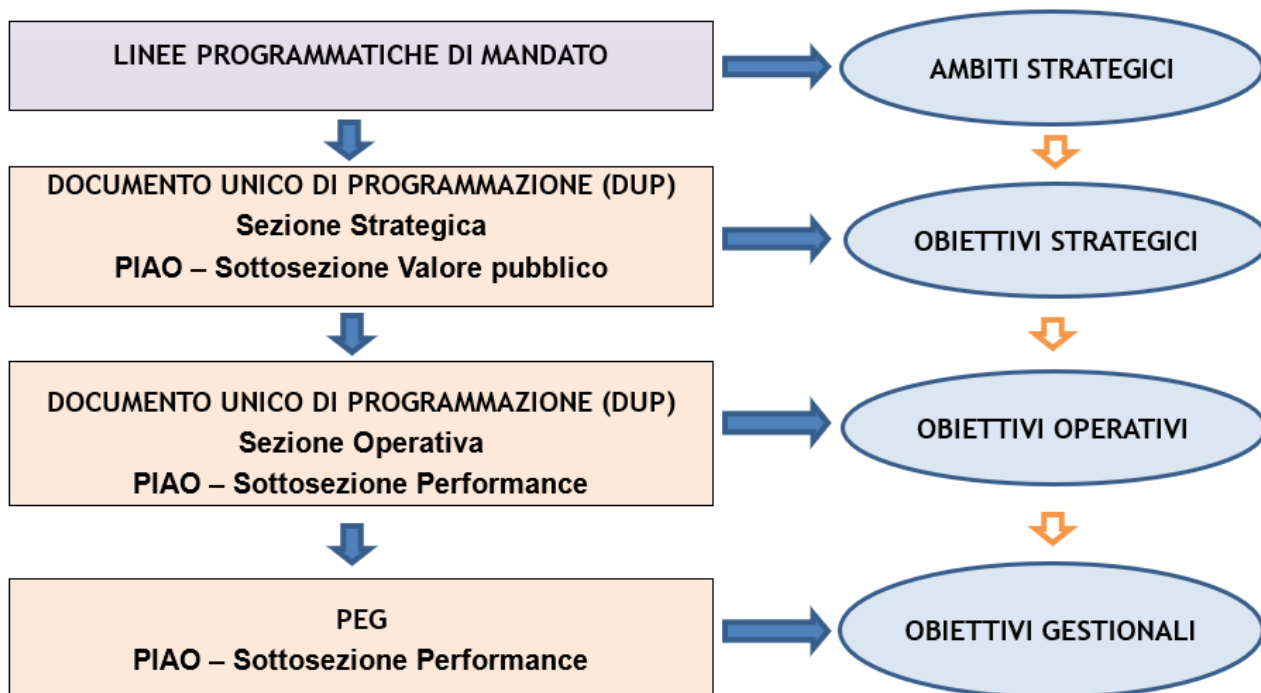 LINEE PROGRAMMATICHE DI MANDATO
AMBITI STRATEGICI
DOCUMENTO UNICO DI PROGRAMMAZIONE (DUP)
Sezione Strategica
PIAO – Sottosezione Valore pubblico
OBIETTIVI STRATEGICI
DOCUMENTO UNICO DI PROGRAMMAZIONE (DUP)
Sezione Operativa
PIAO – Sottosezione Performance
OBIETTIVI OPERATIVI
PEG
PIAO – Sottosezione Performance
OBIETTIVI GESTIONALI